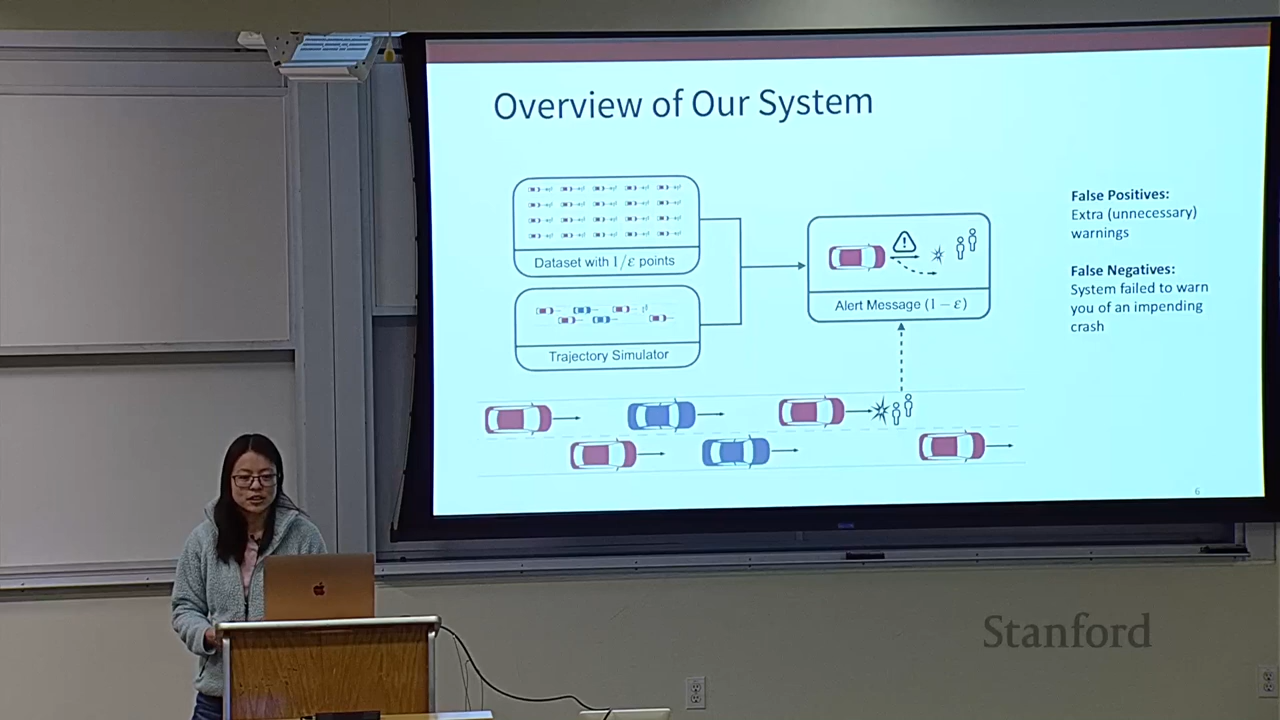 Overview of Our System
Dataset with 1/ε points
Trajectory Simulator
Alert Message (1 − ε)
False Positives:
Extra (unnecessary)
warnings
False Negatives:
System failed to warn
you of an impending
crash
6
Stanford